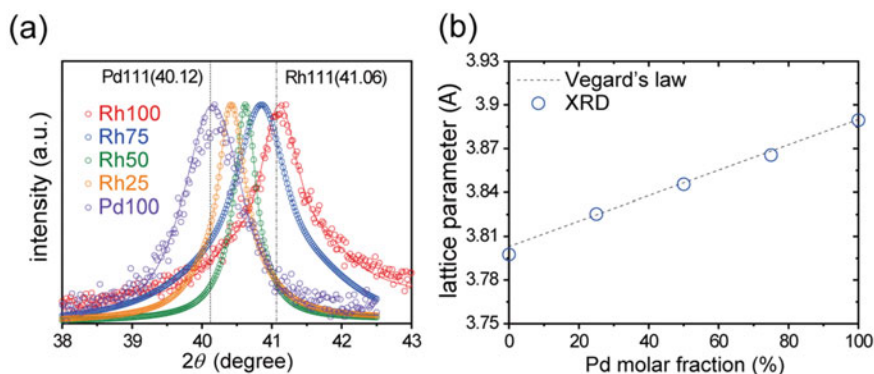 (a)
Pd111(40.12)
Rh111(41.06)
Rh100
Rh75
Rh50
Rh25
Pd100
intensity (a.u.)
38 39 40 41 42 43
2θ (degree)
(b)
3.93
3.9
3.87
3.84
3.81
3.78
3.75
lattice parameter (A)
Vegard's law
XRD
0 20 40 60 80 100
Pd molar fraction (%)